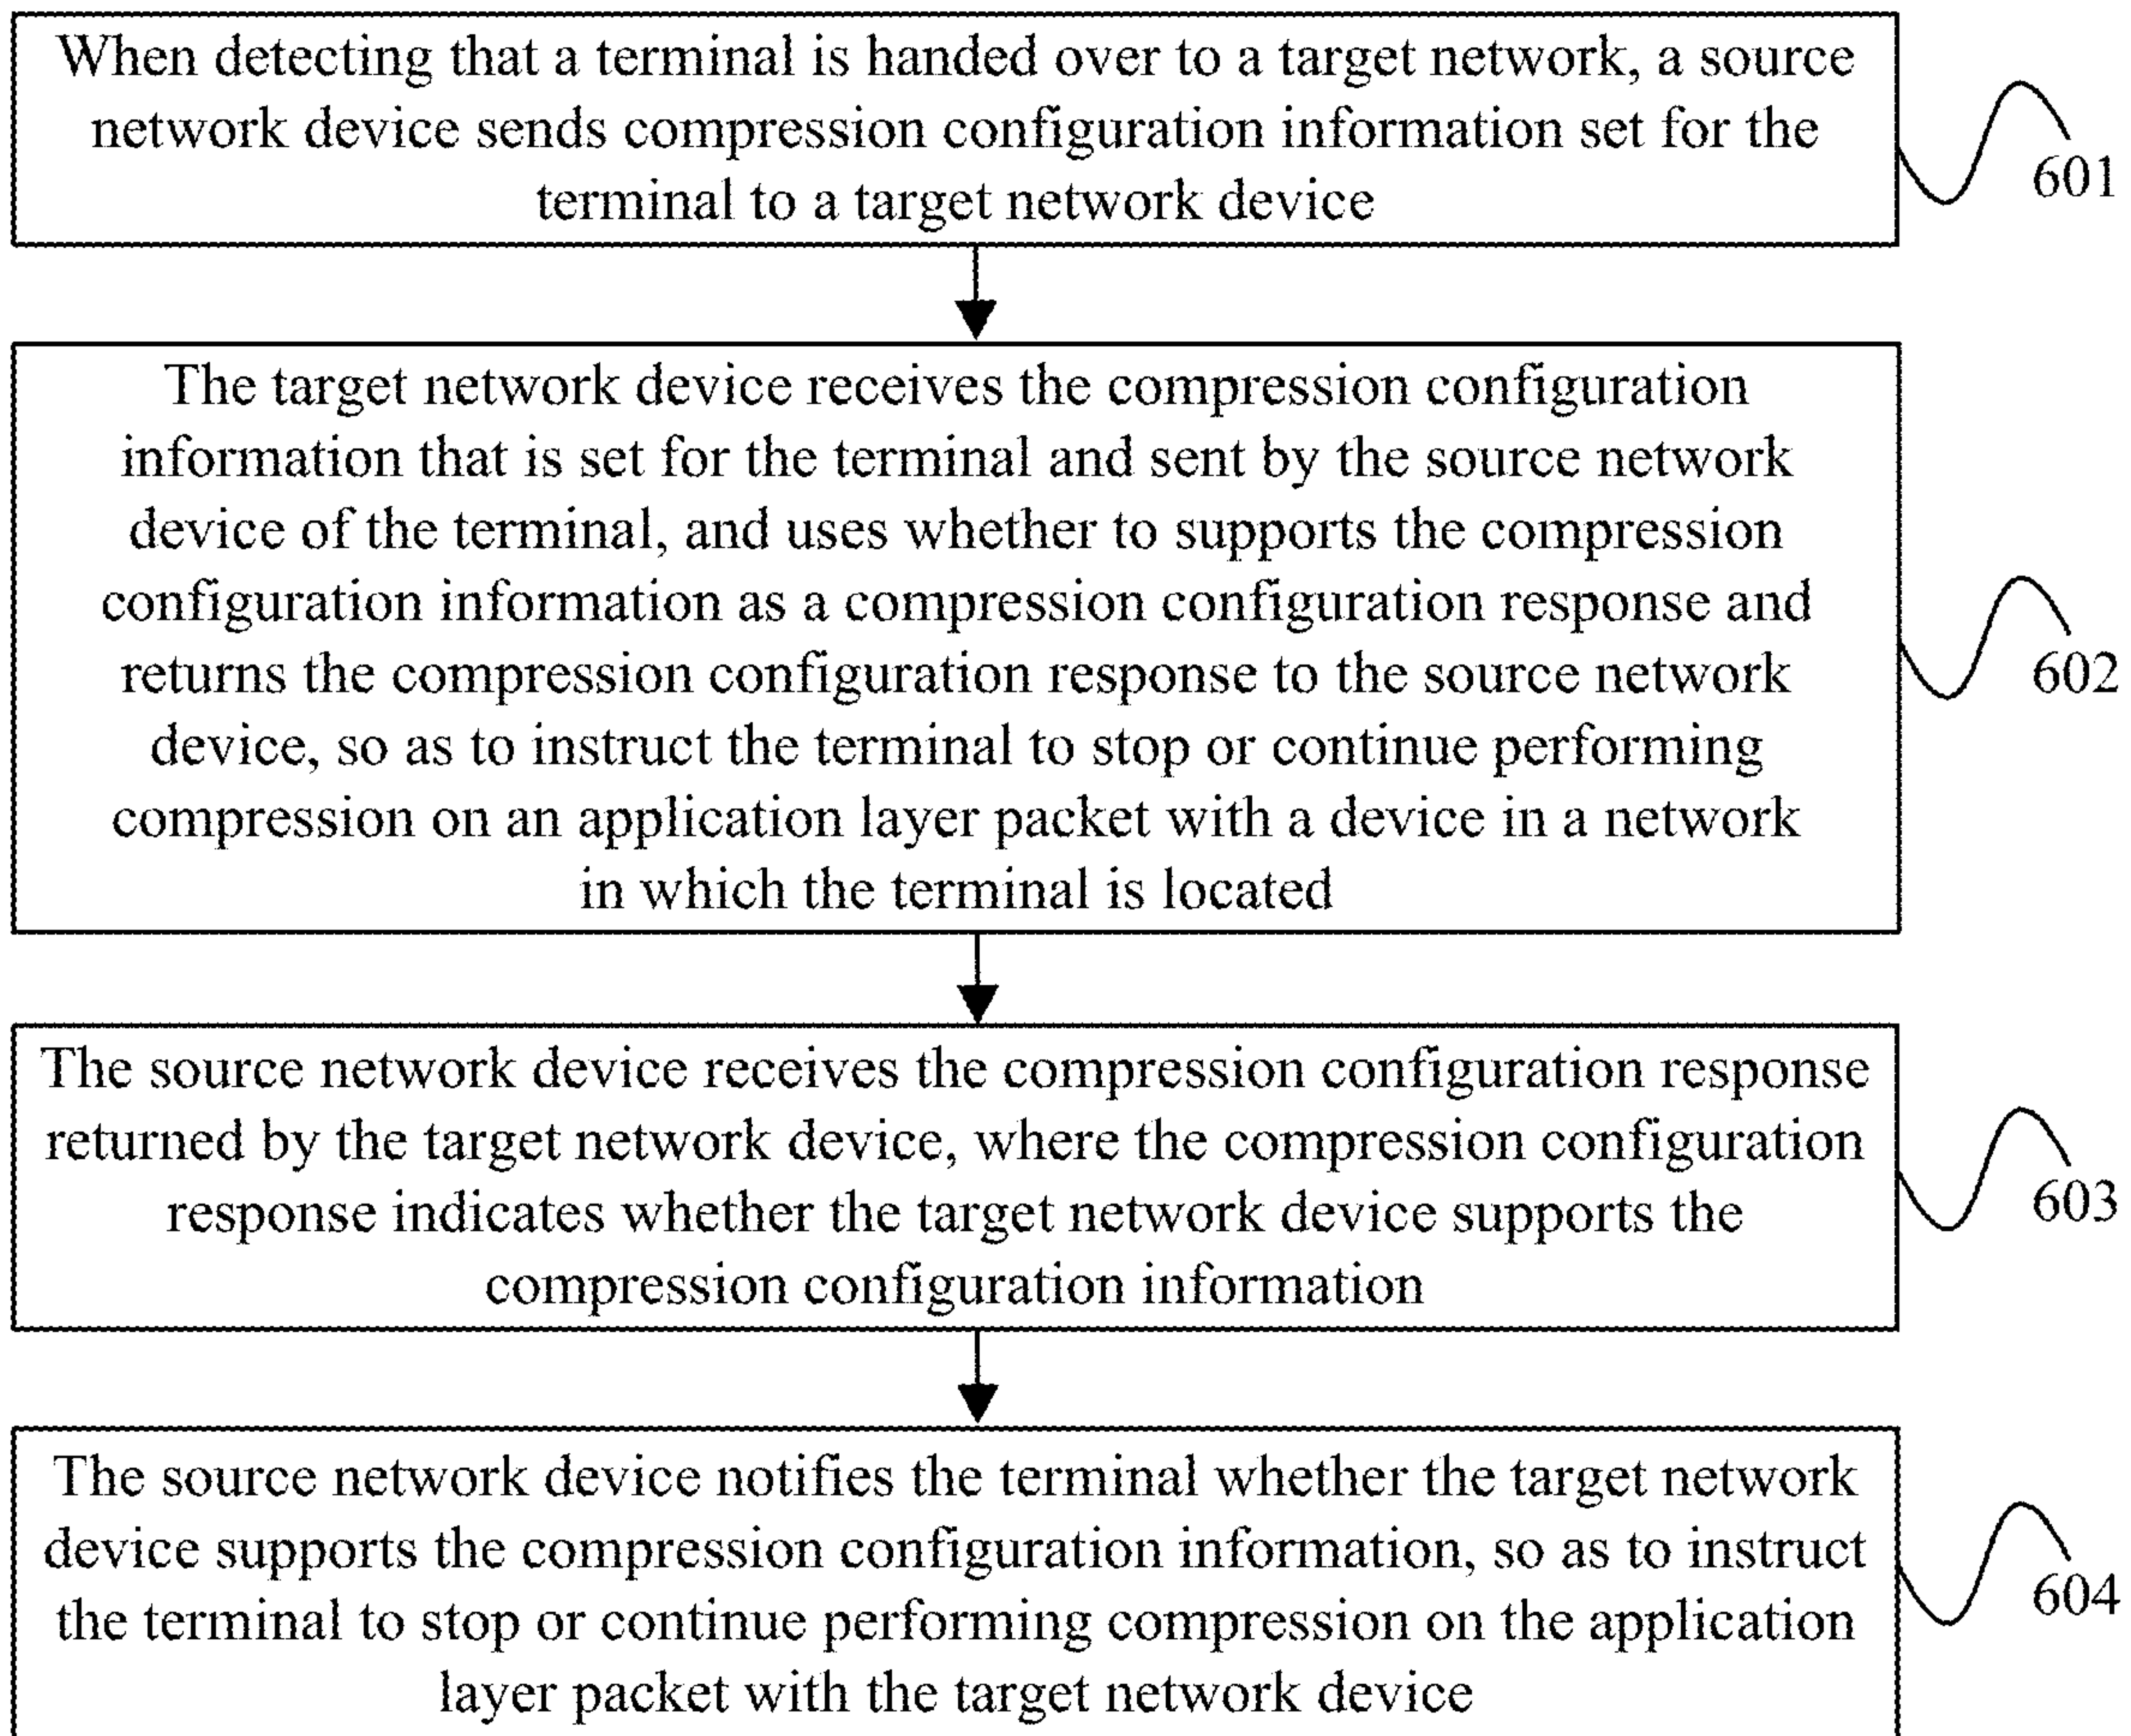 When detecting that a terminal is handed over to a target network, a source
network device sends compression configuration information set for the
terminal to a target network device
601
The target network device receives the compression configuration
information that is set for the terminal and sent by the source network
device of the terminal, and uses whether to supports the compression
configuration information as a compression configuration response and
returns the compression configuration response to the source network
device, so as to instruct the terminal to stop or continue performing
compression on an application layer packet with a device in a network
in which the terminal is located
602
The source network device receives the compression configuration response
returned by the target network device, where the compression configuration
response indicates whether the target network device supports the
compression configuration information
603
The source network device notifies the terminal whether the target network
device supports the compression configuration information, so as to instruct
the terminal to stop or continue performing compression on the application
layer packet with the target network device
604